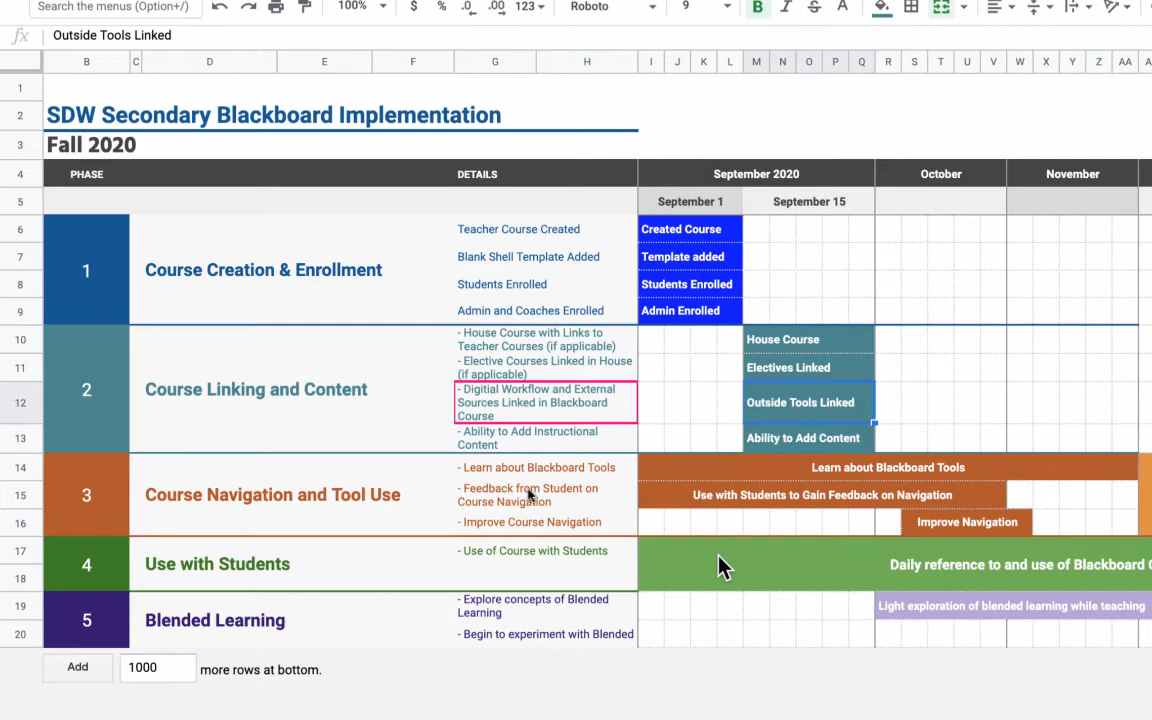 Search the menus (Option+/)
100%
$ % .0 .00 123
Roboto
9
B I S A
fx
Outside Tools Linked
B C D E F G H I J K L M N O P Q R S T U V W X Y Z AA
1
2 SDW Secondary Blackboard Implementation
3 Fall 2020
4 PHASE DETAILS September 2020 October November
5 September 1 September 15
6 Teacher Course Created Created Course
7 Blank Shell Template Added Template added
1 Course Creation & Enrollment
8 Students Enrolled Students Enrolled
9 Admin and Coaches Enrolled Admin Enrolled
10 - House Course with Links to
Teacher Courses (if applicable) House Course
11 - Elective Courses Linked in House
(if applicable) Electives Linked
2 Course Linking and Content
12 - Digitial Workflow and External
Sources Linked in Blackboard
Course Outside Tools Linked
13 - Ability to Add Instructional
Content Ability to Add Content
14 - Learn about Blackboard Tools Learn about Blackboard Tools
3 Course Navigation and Tool Use
15 - Feedback from Student on
Course Navigation Use with Students to Gain Feedback on Navigation
16 - Improve Course Navigation Improve Navigation
17 - Use of Course with Students
4 Use with Students Daily reference to and use of Blackboard
18
19 - Explore concepts of Blended
Learning Light exploration of blended learning while teaching
5 Blended Learning
20 - Begin to experiment with Blended
Add 1000 more rows at bottom.